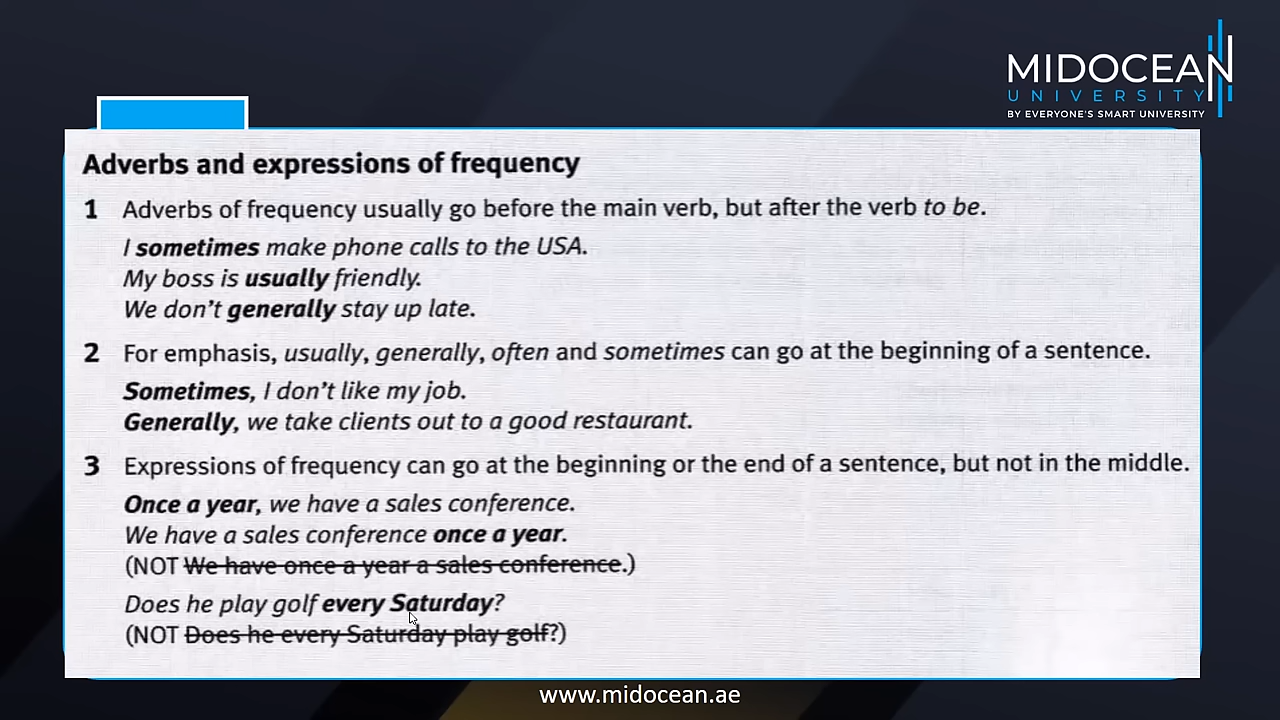 MIDOCEAN
UNIVERSITY
BY EVERYONE'S SMART UNIVERSITY
Adverbs and expressions of frequency
1 Adverbs of frequency usually go before the main verb, but after the verb to be.
I sometimes make phone calls to the USA.
My boss is usually friendly.
We don't generally stay up late.
2 For emphasis, usually, generally, often and sometimes can go at the beginning of a sentence.
Sometimes, I don't like my job.
Generally, we take clients out to a good restaurant.
3 Expressions of frequency can go at the beginning or the end of a sentence, but not in the middle.
Once a year, we have a sales conference.
We have a sales conference once a year.
(NOT We have once a year a sales conference.)
Does he play golf every Saturday?
(NOT Does he every Saturday play golf?)
www.midocean.ae